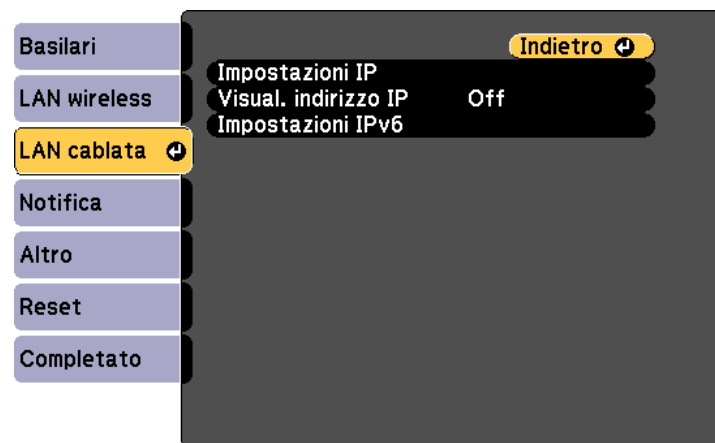 Basilari
LAN wireless
LAN cablata
Notifica
Altro
Reset
Completato
Indietro
Impostazioni IP
Visual. indirizzo IP Off
Impostazioni IPv6